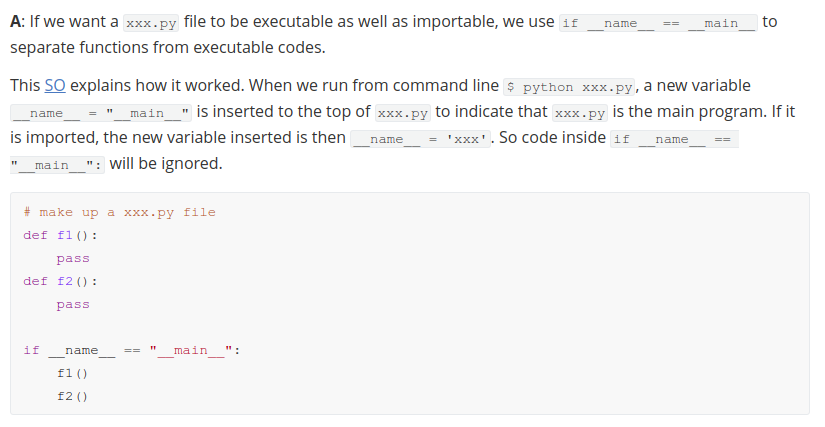 A: If we want a xxx.py file to be executable as well as importable, we use if __name__ == __main__ to
separate functions from executable codes.
This SO explains how it worked. When we run from command line $ python xxx.py, a new variable
__name__ = "__main__" is inserted to the top of xxx.py to indicate that xxx.py is the main program. If it
is imported, the new variable inserted is then __name__ = 'xxx'. So code inside if __name__ ==
"__main__": will be ignored.
# make up a xxx.py file
def f1():
    pass
def f2():
    pass
if __name__ == "__main__":
    f1()
    f2()